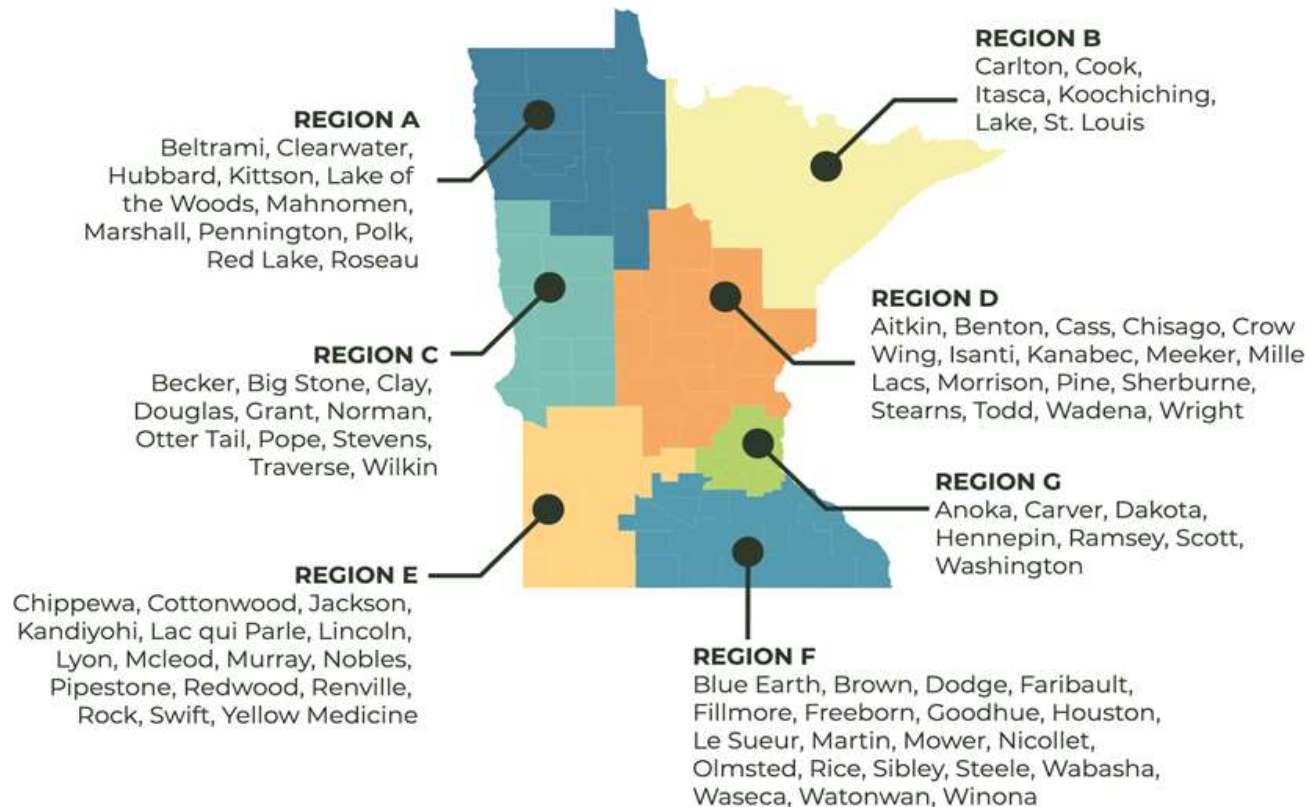 REGION A
Beltrami, Clearwater,
Hubbard, Kittson, Lake of
the Woods, Mahnomen,
Marshall, Pennington, Polk,
Red Lake, Roseau
REGION B
Carlton, Cook,
Itasca, Koochiching,
Lake, St. Louis
REGION C
Becker, Big Stone, Clay,
Douglas, Grant, Norman,
Otter Tail, Pope, Stevens,
Traverse, Wilkin
REGION D
Aitkin, Benton, Cass, Chisago, Crow
Wing, Isanti, Kanabec, Meeker, Mille
Lacs, Morrison, Pine, Sherburne,
Stearns, Todd, Wadena, Wright
REGION E
Chippewa, Cottonwood, Jackson,
Kandiyohi, Lac qui Parle, Lincoln,
Lyon, Mcleod, Murray, Nobles,
Pipestone, Redwood, Renville,
Rock, Swift, Yellow Medicine
REGION G
Anoka, Carver, Dakota,
Hennepin, Ramsey, Scott,
Washington
REGION F
Blue Earth, Brown, Dodge, Faribault,
Fillmore, Freeborn, Goodhue, Houston,
Le Sueur, Martin, Mower, Nicollet,
Olmsted, Rice, Sibley, Steele, Wabasha,
Waseca, Watonwan, Winona